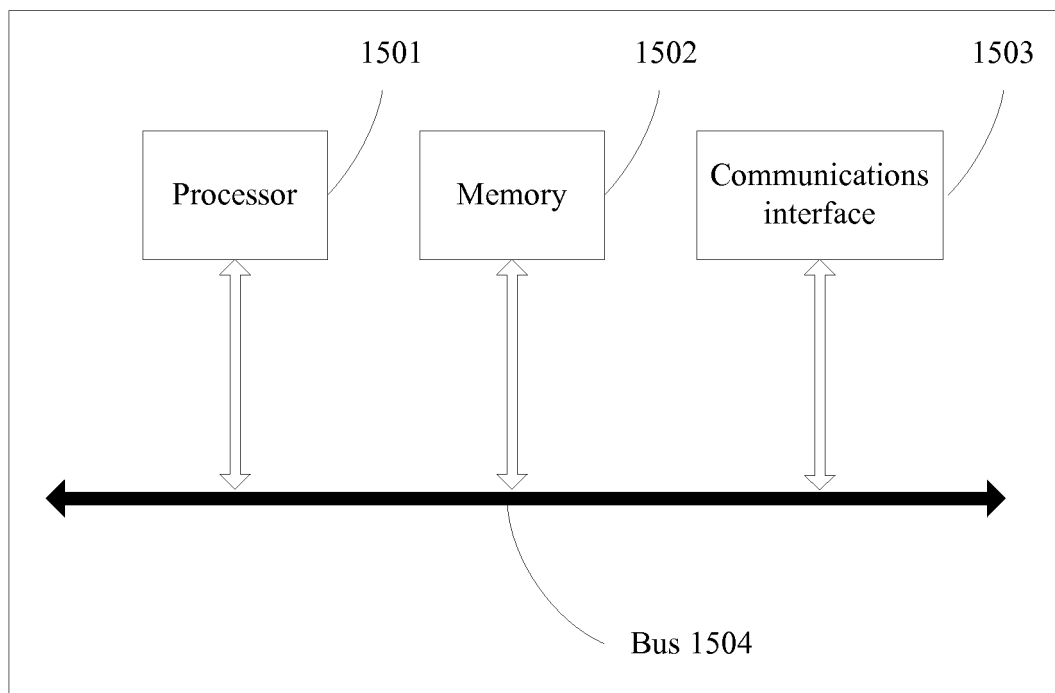 1501
1502
1503
Processor
Memory
Communications
interface
Bus 1504